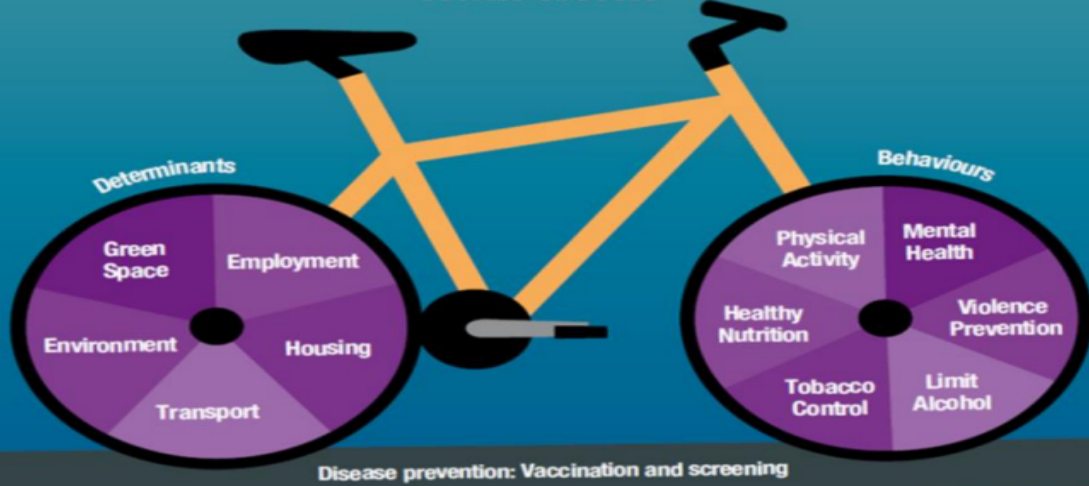 Determinants
Green
Space
Employment
Environment
Housing
Transport
Behaviours
Physical
Activity
Mental
Health
Healthy
Nutrition
Violence
Prevention
Tobacco
Control
Limit
Alcohol
Disease prevention: Vaccination and screening